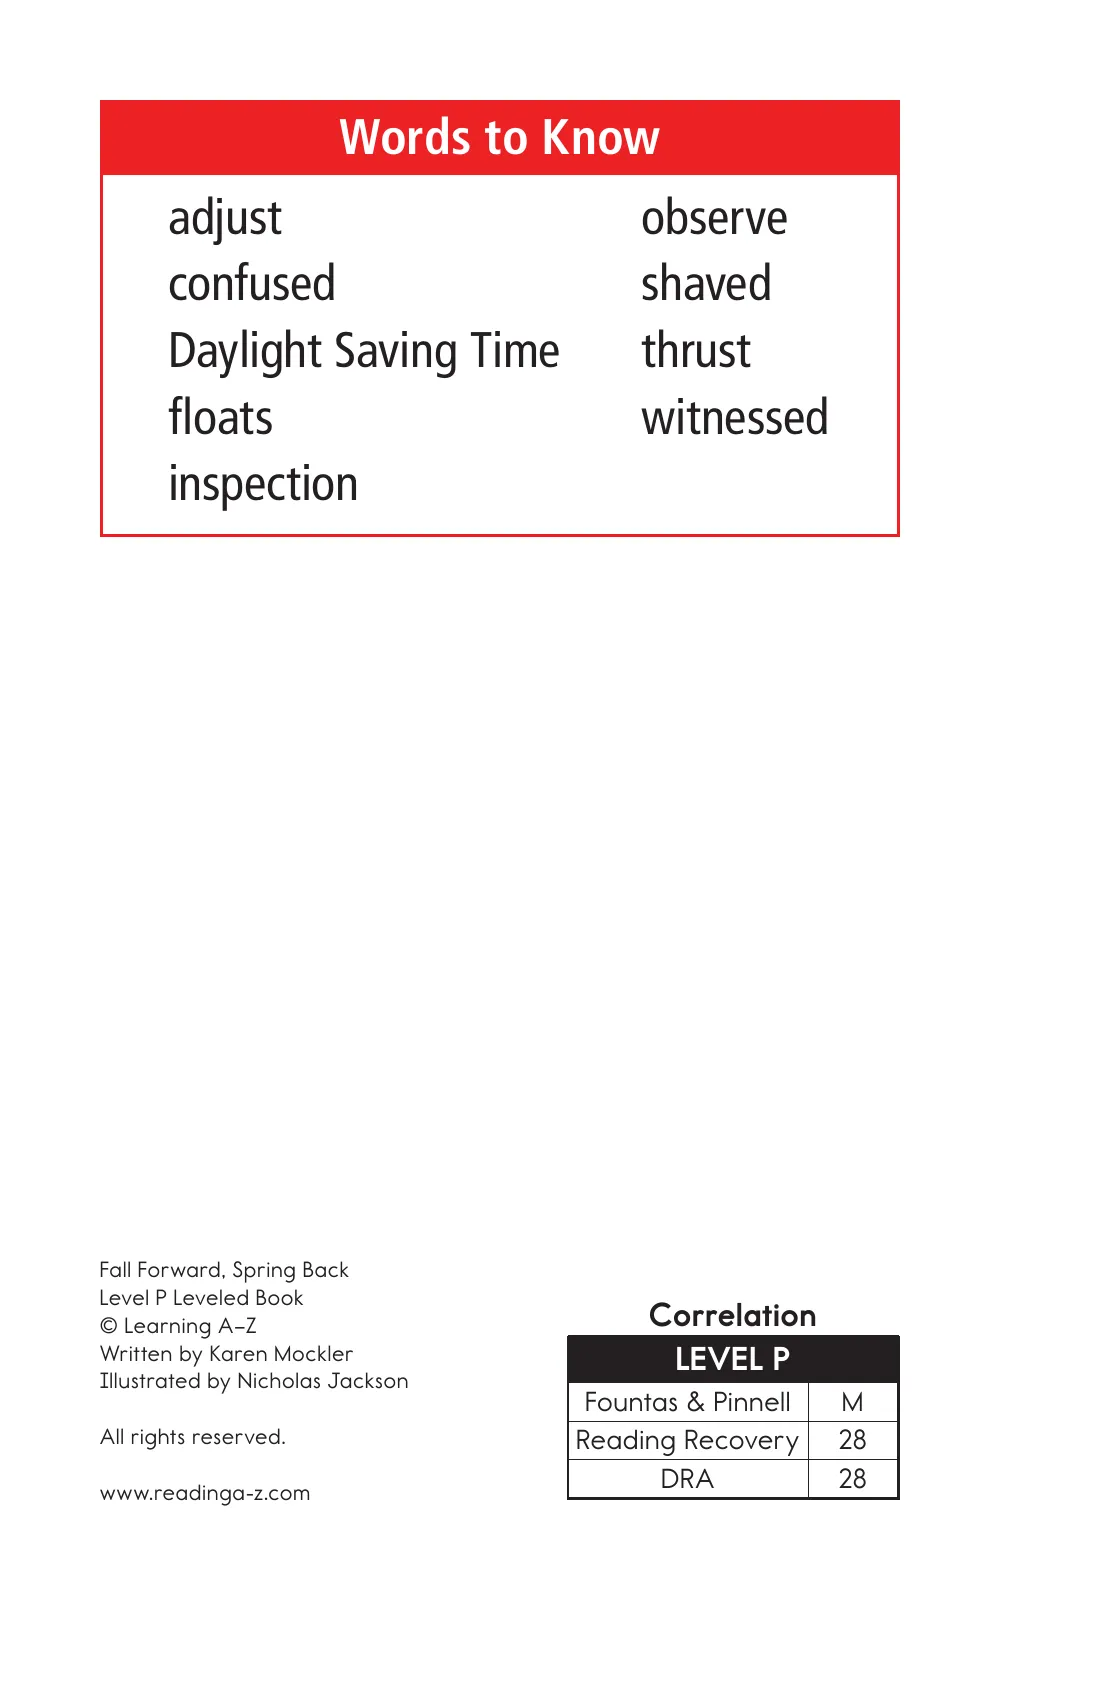 Words to Know
adjust
confused
Daylight Saving Time
floats
inspection
observe
shaved
thrust
witnessed
Fall Forward, Spring Back
Level P Leveled Book
© Learning A–Z
Written by Karen Mockler
Illustrated by Nicholas Jackson
All rights reserved.
www.readinga-z.com
Correlation
LEVEL P
Fountas & Pinnell M
Reading Recovery 28
DRA 28